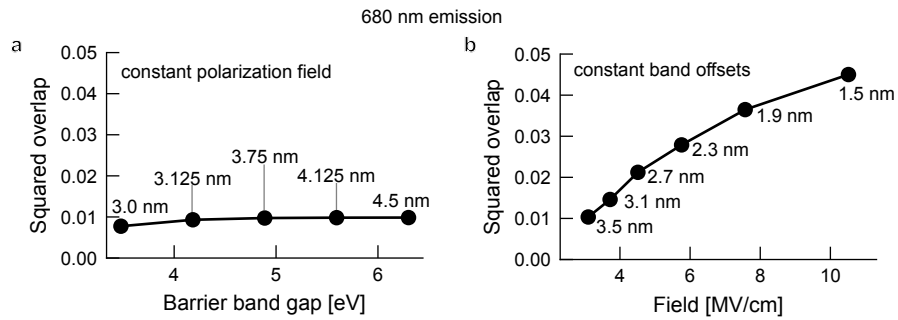 680 nm emission
a
constant polarization field
0.05
0.04
0.03
0.02
0.01
0.00
Squared overlap
3.0 nm
3.125 nm
3.75 nm
4.125 nm
4.5 nm
4
5
6
Barrier band gap [eV]
b
constant band offsets
0.05
0.04
0.03
0.02
0.01
0.00
Squared overlap
3.5 nm
3.1 nm
2.7 nm
2.3 nm
1.9 nm
1.5 nm
4
6
8
10
Field [MV/cm]